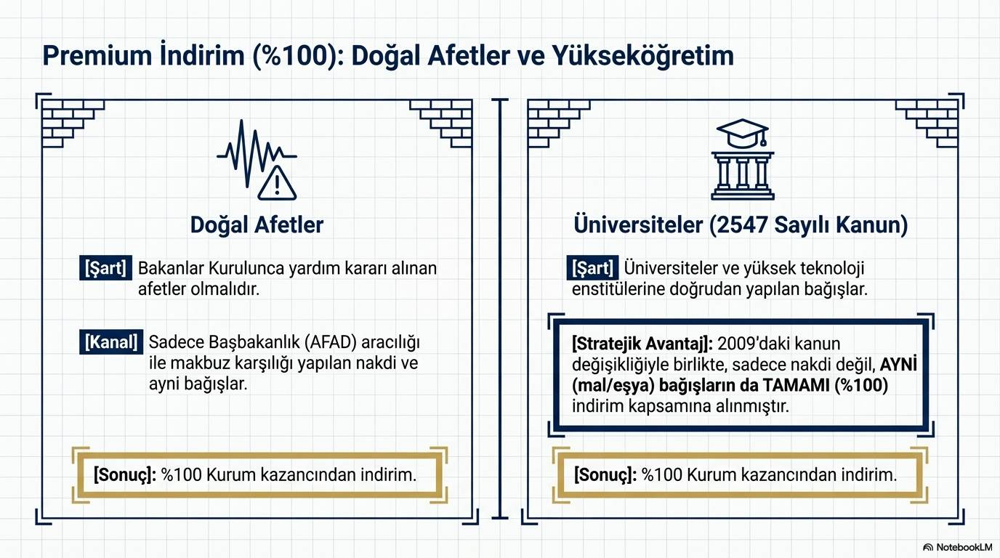 Premium İndirim (%100): Doğal Afetler ve Yükseköğretim
Doğal Afetler
[Şart] Bakanlar Kurulunca yardım kararı alınan
afetler olmalıdır.
[Kanal] Sadece Başbakanlık (AFAD) aracılığı
ile makbuz karşılığı yapılan nakdi ve
ayni bağışlar.
[Sonuç]: %100 Kurum kazancından indirim.
Üniversiteler (2547 Sayılı Kanun)
[Şart] Üniversiteler ve yüksek teknoloji
enstitülerine doğrudan yapılan bağışlar.
[Stratejik Avantaj]: 2009'daki kanun
değişikliğiyle birlikte, sadece nakdi değil, AYNİ
(mal/eşya) bağışların da TAMAMI (%100)
indirim kapsamına alınmıştır.
[Sonuç]: %100 Kurum kazancından indirim.
NotebookLM